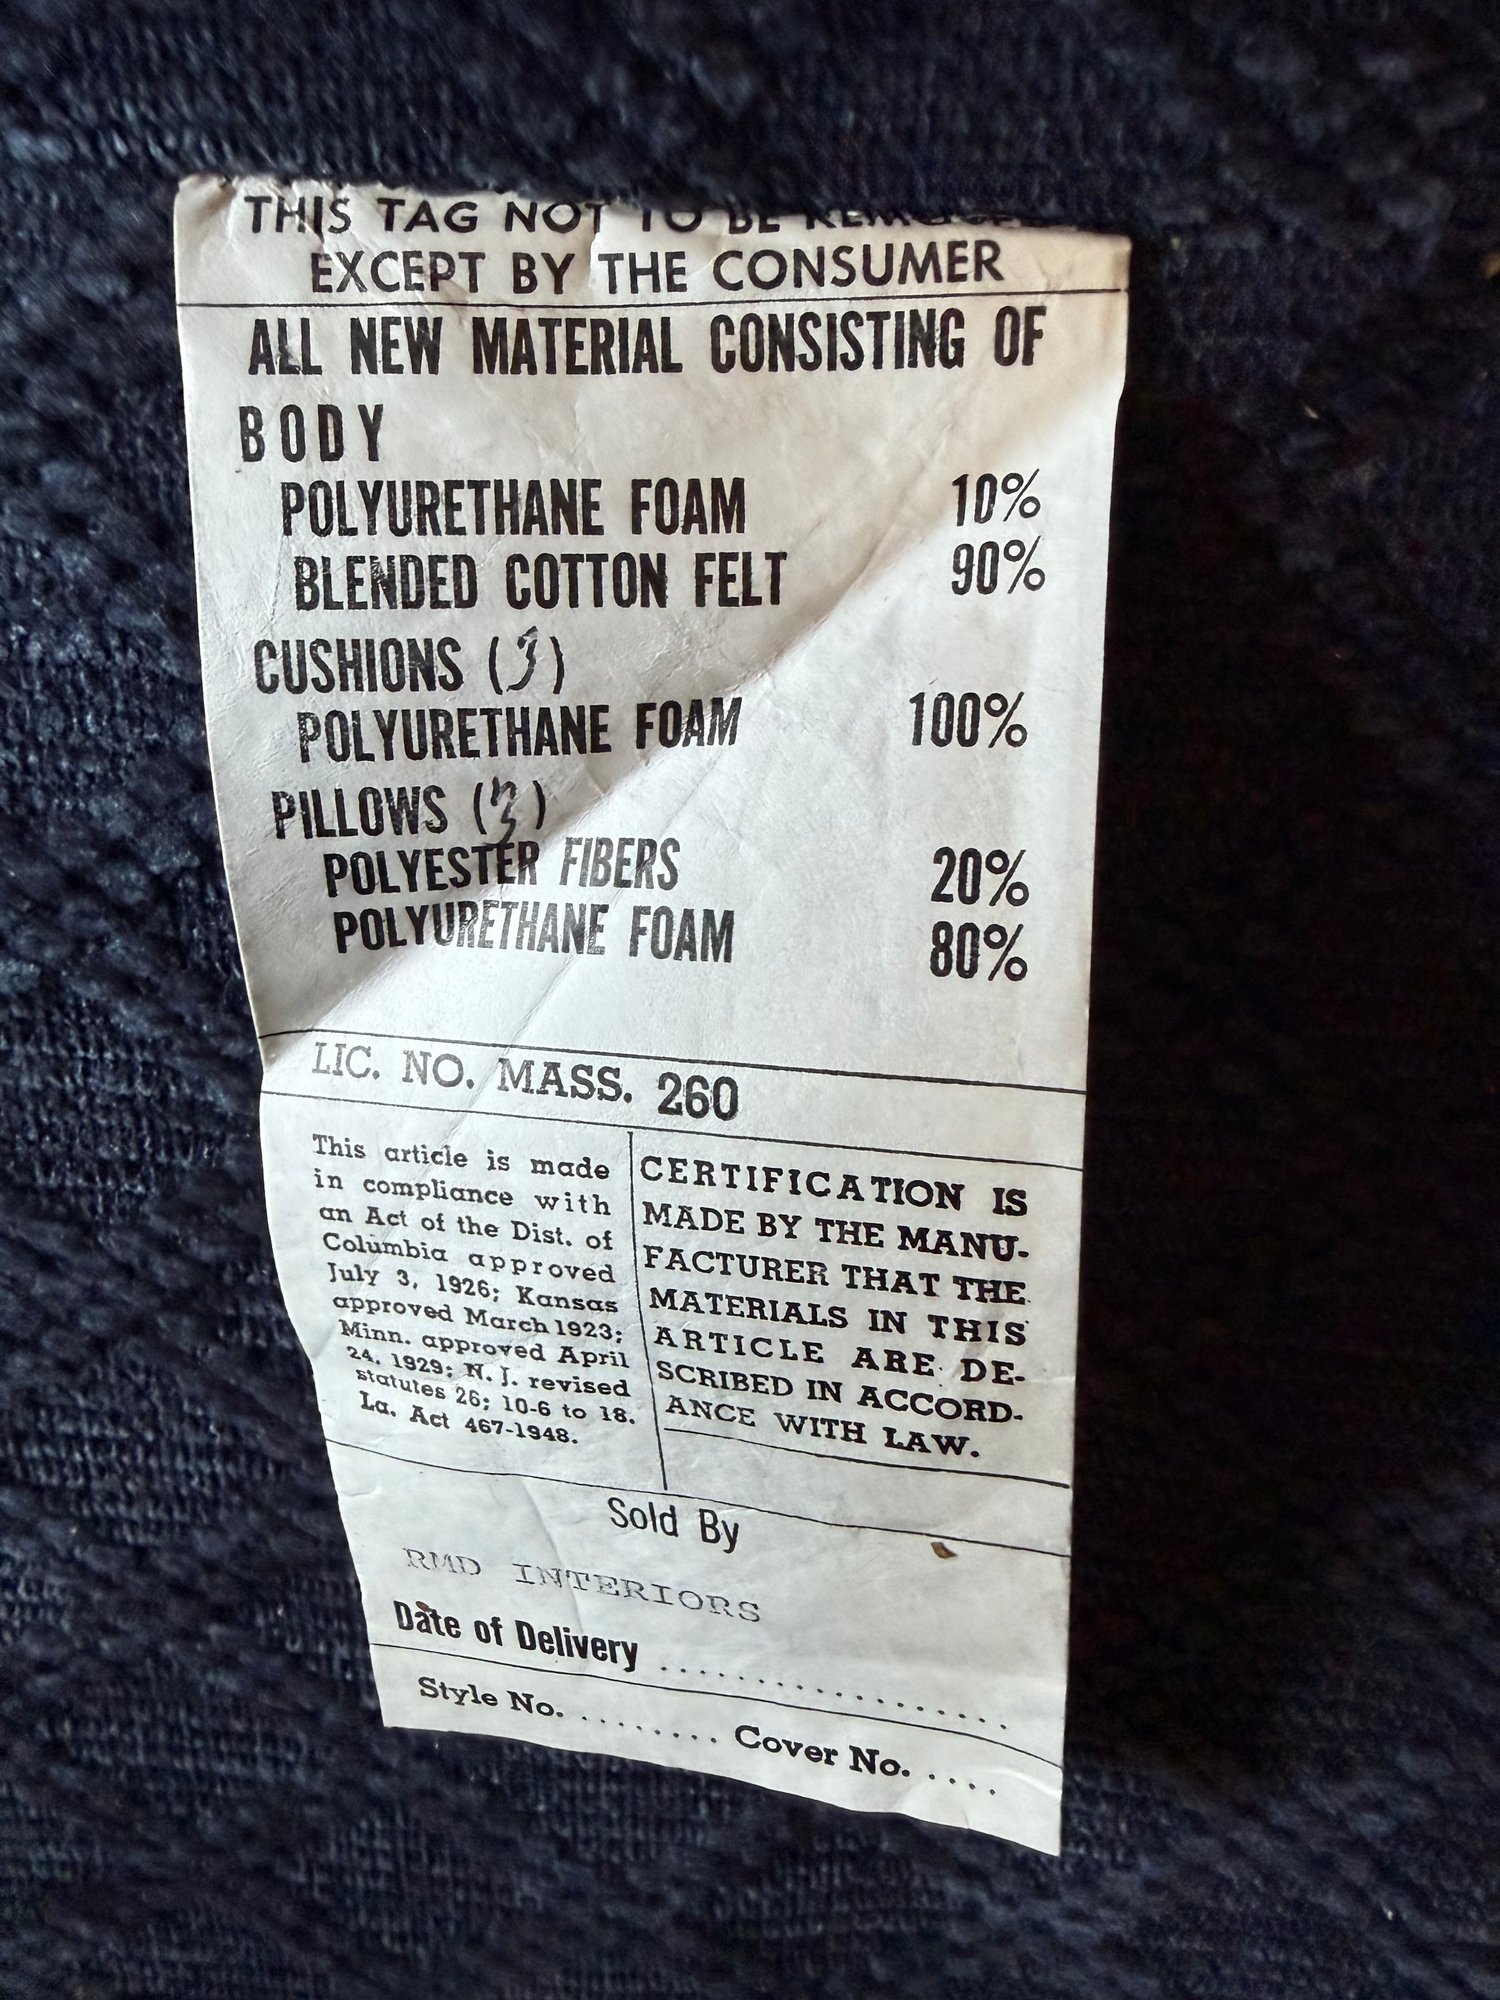 THIS TAG NOT TO BE REMOVED
EXCEPT BY THE CONSUMER
ALL NEW MATERIAL CONSISTING OF
BODY
POLYURETHANE FOAM 10%
BLENDED COTTON FELT 90%
CUSHIONS (3)
POLYURETHANE FOAM 100%
PILLOWS (3)
POLYESTER FIBERS 20%
POLYURETHANE FOAM 80%
LIC. NO. MASS. 260
This article is made
in compliance with
an Act of the Dist. of
Columbia approved
July 3, 1926; Kansas
approved March 1923;
Minn. approved April
24, 1929; N. J. revised
statutes 26; 10-6 to 18.
La. Act 467-1948.
CERTIFICATION IS
MADE BY THE MANU-
FACTURER THAT THE
MATERIALS IN THIS
ARTICLE ARE DE-
SCRIBED IN ACCORD-
ANCE WITH LAW.
Sold By
RMD INTERIORS
Date of Delivery ..................
Style No. ......... Cover No. .....